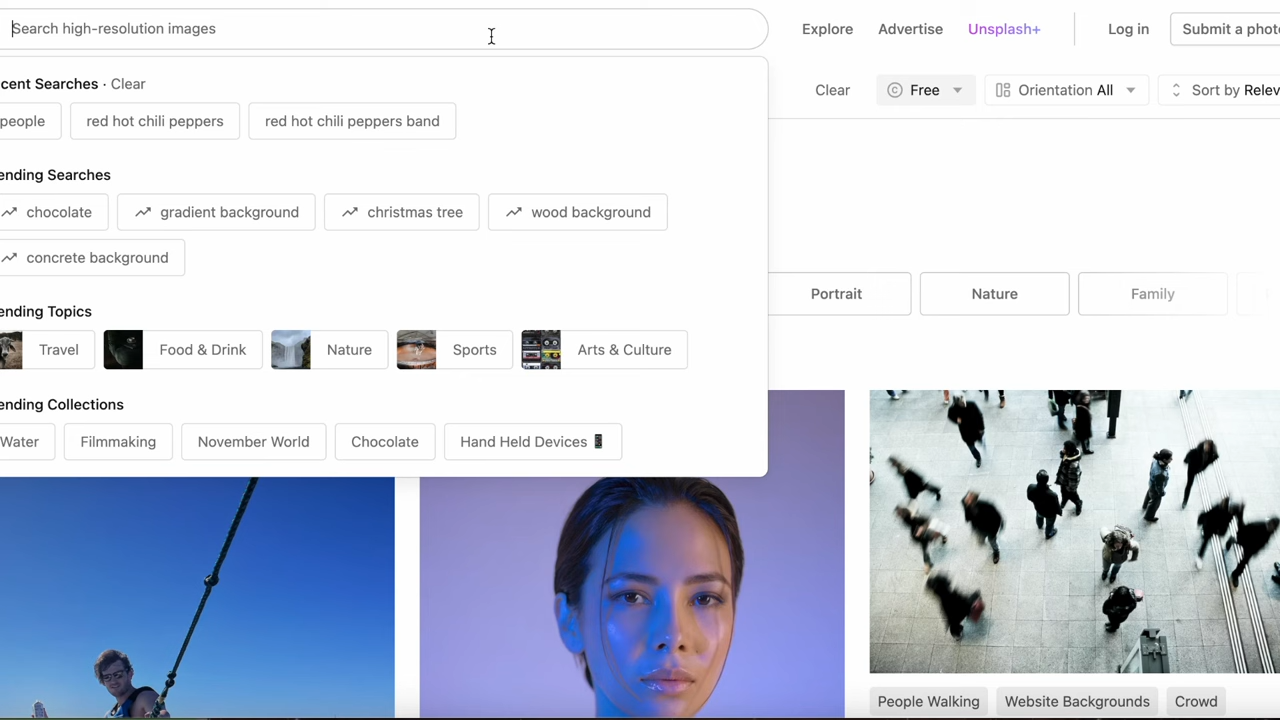 Search high-resolution images
Explore Advertise Unsplash+ Log in Submit a photo
cent Searches · Clear
Clear Free Orientation All Sort by Relev
people red hot chili peppers red hot chili peppers band
ending Searches
chocolate gradient background christmas tree wood background
concrete background
Portrait Nature Family
ending Topics
Travel Food & Drink Nature Sports Arts & Culture
ending Collections
Water Filmmaking November World Chocolate Hand Held Devices
People Walking Website Backgrounds Crowd